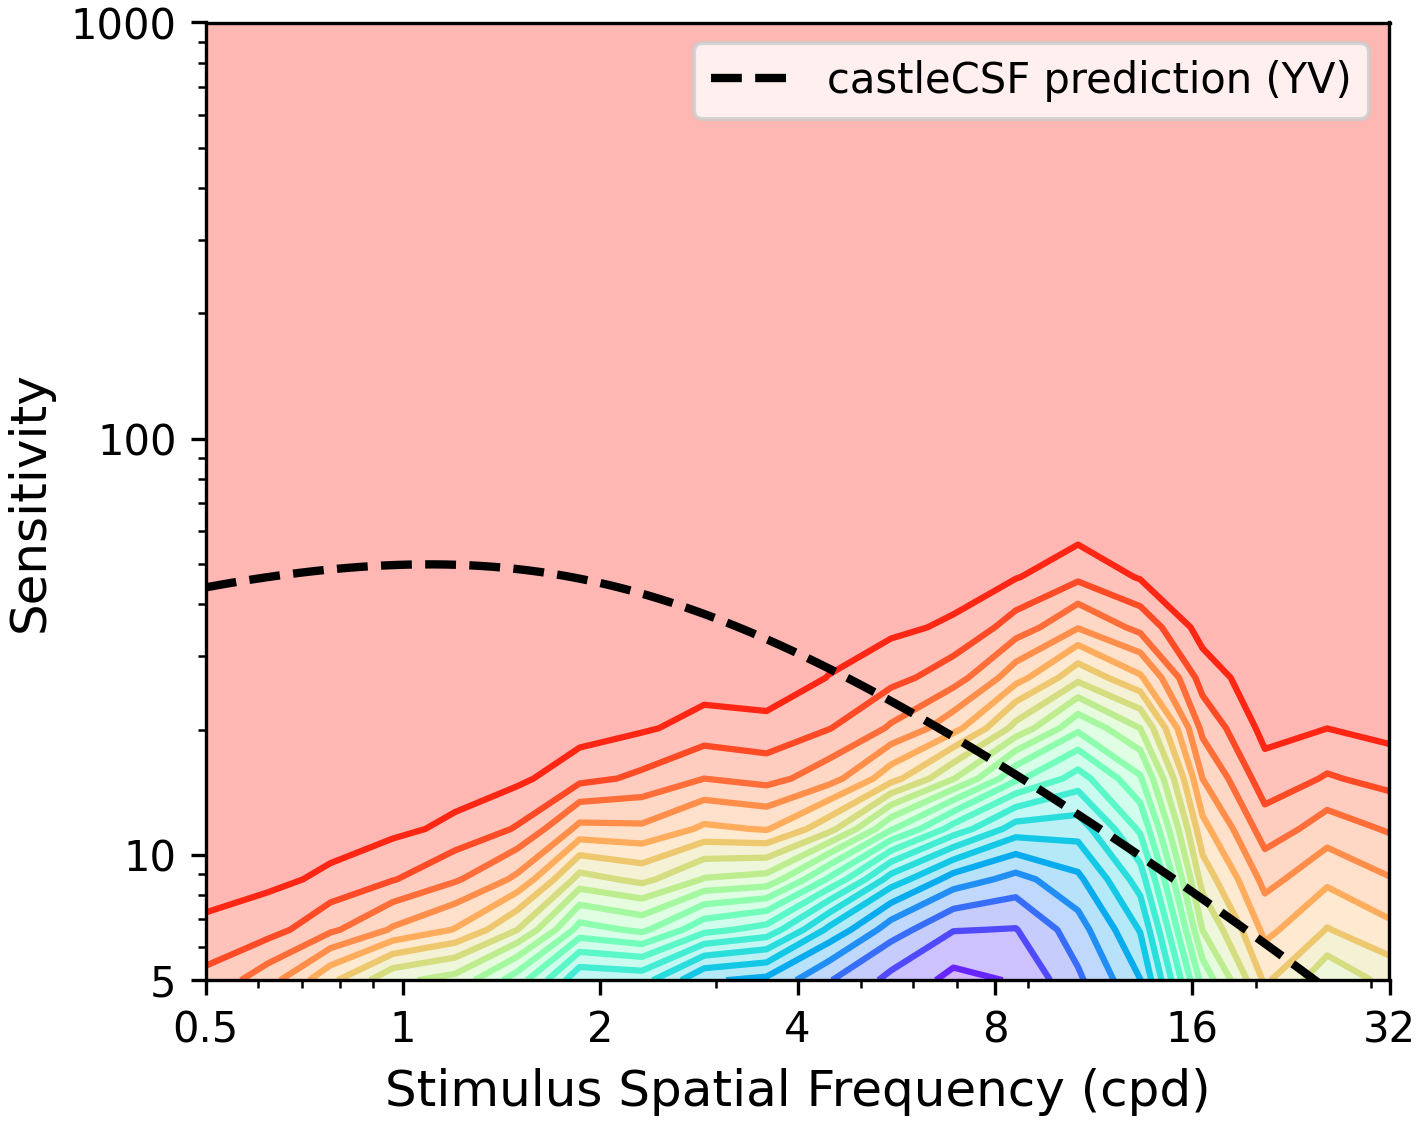 1000
castleCSF prediction (YV)
100
10
5
Sensitivity
0.5 1 2 4 8 16 32
Stimulus Spatial Frequency (cpd)